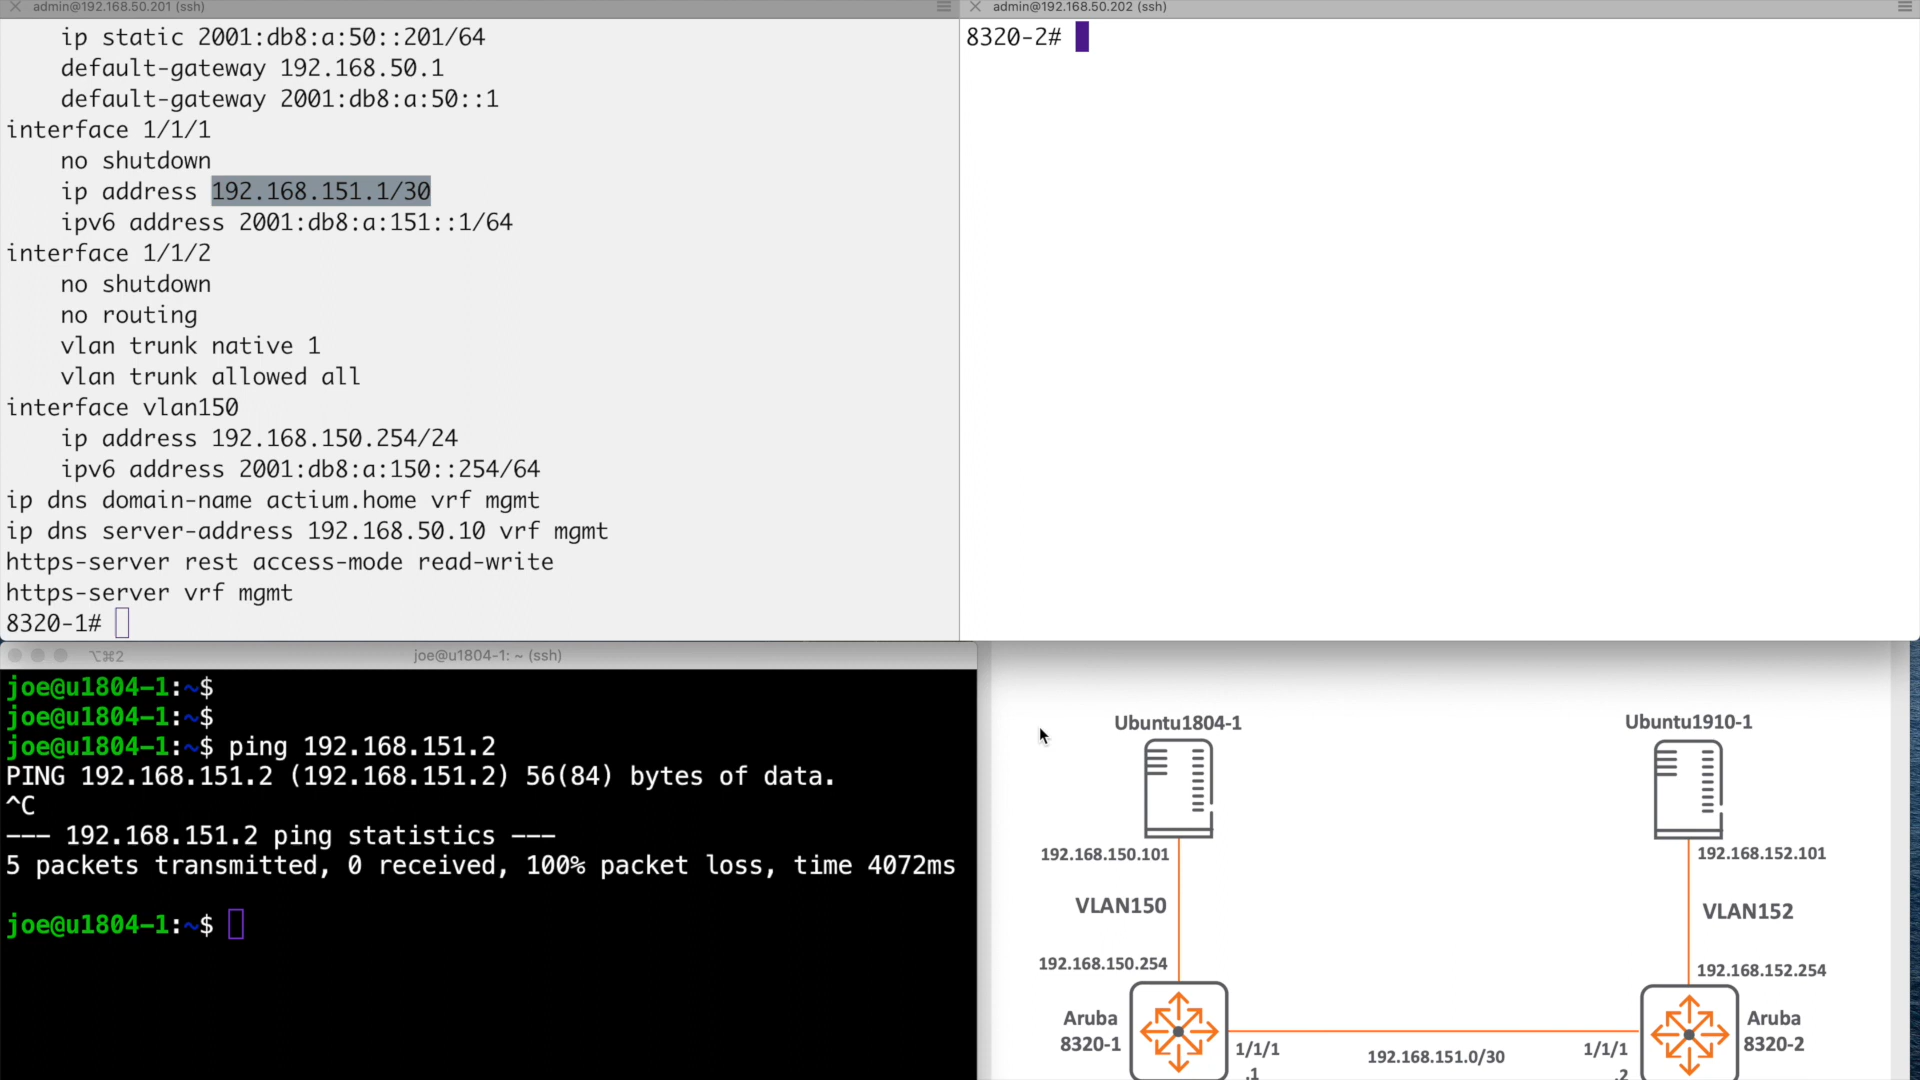 admin@192.168.50.201 (ssh)
ip static 2001:db8:a:50::201/64
default-gateway 192.168.50.1
default-gateway 2001:db8:a:50::1
interface 1/1/1
no shutdown
ip address 192.168.151.1/30
ipv6 address 2001:db8:a:151::1/64
interface 1/1/2
no shutdown
no routing
vlan trunk native 1
vlan trunk allowed all
interface vlan150
ip address 192.168.150.254/24
ipv6 address 2001:db8:a:150::254/64
ip dns domain-name actium.home vrf mgmt
ip dns server-address 192.168.50.10 vrf mgmt
https-server rest access-mode read-write
https-server vrf mgmt
8320-1#
admin@192.168.50.202 (ssh)
8320-2#
⌥⌘2
joe@u1804-1: ~ (ssh)
joe@u1804-1:~$
joe@u1804-1:~$
joe@u1804-1:~$ ping 192.168.151.2
PING 192.168.151.2 (192.168.151.2) 56(84) bytes of data.
^C
--- 192.168.151.2 ping statistics ---
5 packets transmitted, 0 received, 100% packet loss, time 4072ms
joe@u1804-1:~$
Ubuntu1804-1
Ubuntu1910-1
192.168.150.101
192.168.152.101
VLAN150
VLAN152
192.168.150.254
192.168.152.254
Aruba
8320-1
1/1/1
.1
192.168.151.0/30
1/1/1
.2
Aruba
8320-2